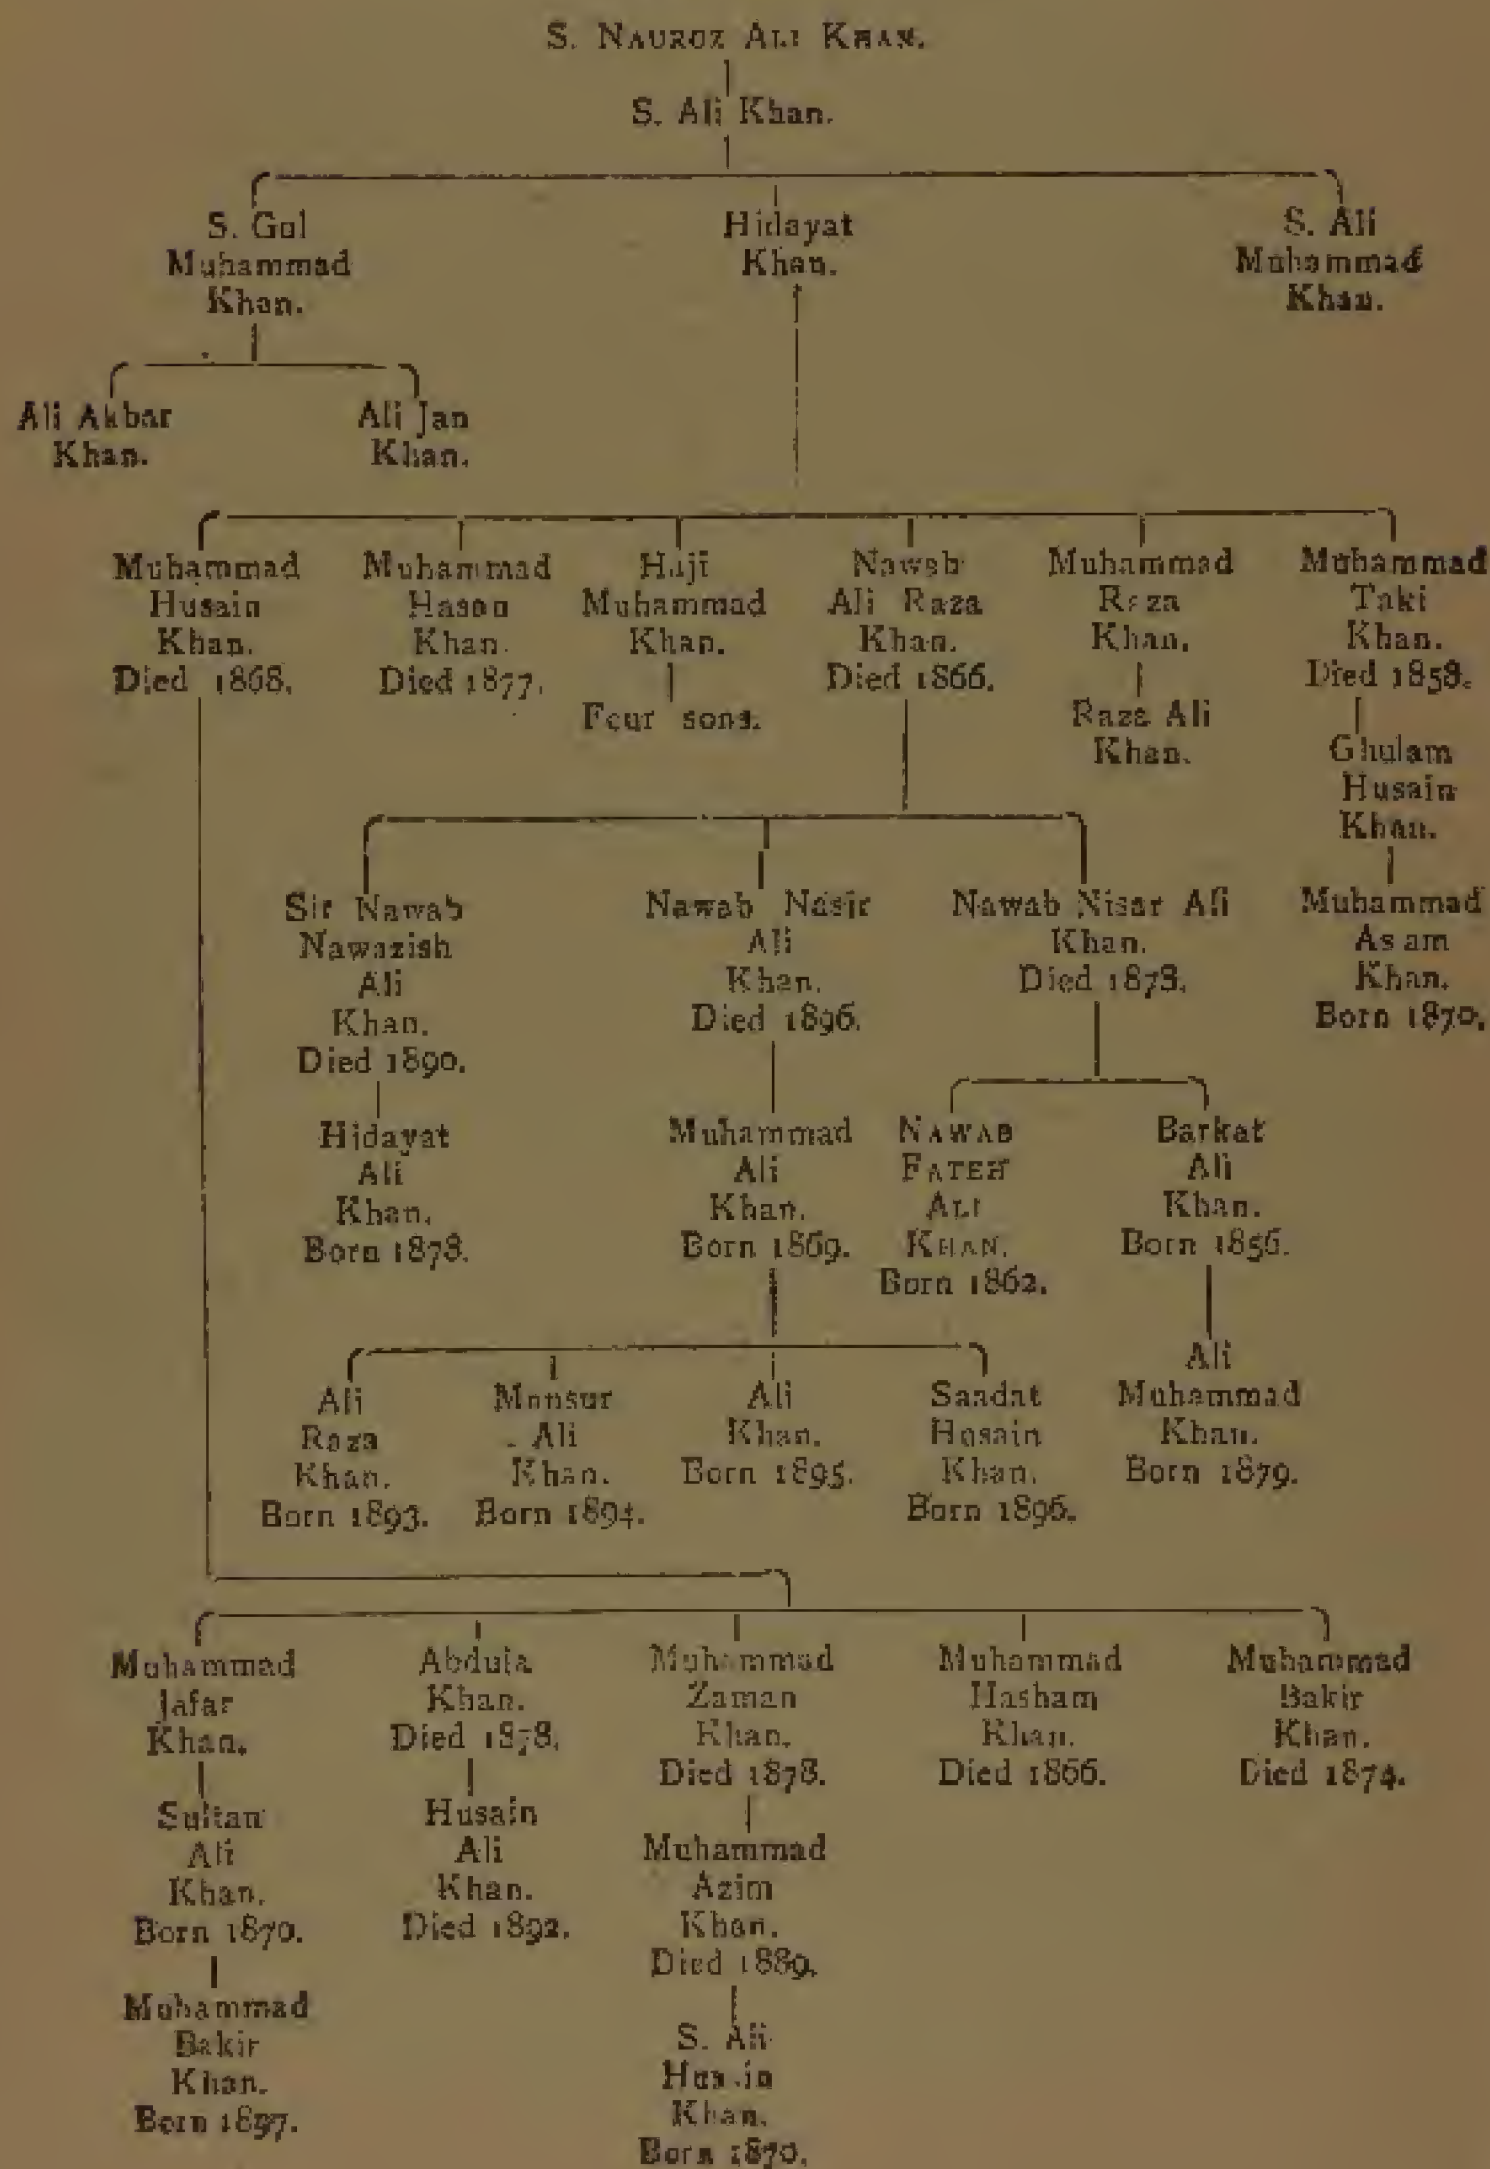 S. NAUROZ ALI KHAN.
S. Ali Khan.
S. Gul
Muhammad
Khan.
Hidayat
Khan.
S. Ali
Muhammad
Khan.
Ali Akbar
Khan.
Ali Jan
Khan.
Muhammad
Husain
Khan.
Died 1868.
Muhammad
Hasan
Khan.
Died 1877.
Haji
Muhammad
Khan.
Four sons.
Nawab
Ali Raza
Khan.
Died 1866.
Muhammad
Raza
Khan.
Raza Ali
Khan.
Muhammad
Taki
Khan.
Died 1858.
Ghulam
Husain
Khan.
Muhammad
Aslam
Khan.
Born 1870.
Sir Nawab
Nawazish
Ali
Khan.
Died 1890.
Nawab Nasir
Ali
Khan.
Died 1896.
Nawab Nisar Ali
Khan.
Died 1878.
Hidayat
Ali
Khan.
Born 1878.
Muhammad
Ali
Khan.
Born 1869.
NAWAB
FATEH
ALI
KHAN.
Born 1862.
Barkat
Ali
Khan.
Born 1856.
Ali
Raza
Khan.
Born 1893.
Mansur
Ali
Khan.
Born 1894.
Ali
Khan.
Born 1895.
Saadat
Hosain
Khan.
Born 1896.
Ali
Muhammad
Khan.
Born 1879.
Muhammad
Jafar
Khan.
Abdula
Khan.
Died 1878.
Muhammad
Zaman
Khan.
Died 1878.
Muhammad
Hasham
Khan.
Died 1866.
Muhammad
Bakir
Khan.
Died 1874.
Sultan
Ali
Khan.
Born 1870.
Husain
Ali
Khan.
Died 1892.
Muhammad
Azim
Khan.
Died 1889.
Muhammad
Bakir
Khan.
Born 1897.
S. Ali
Husain
Khan.
Born 1870.